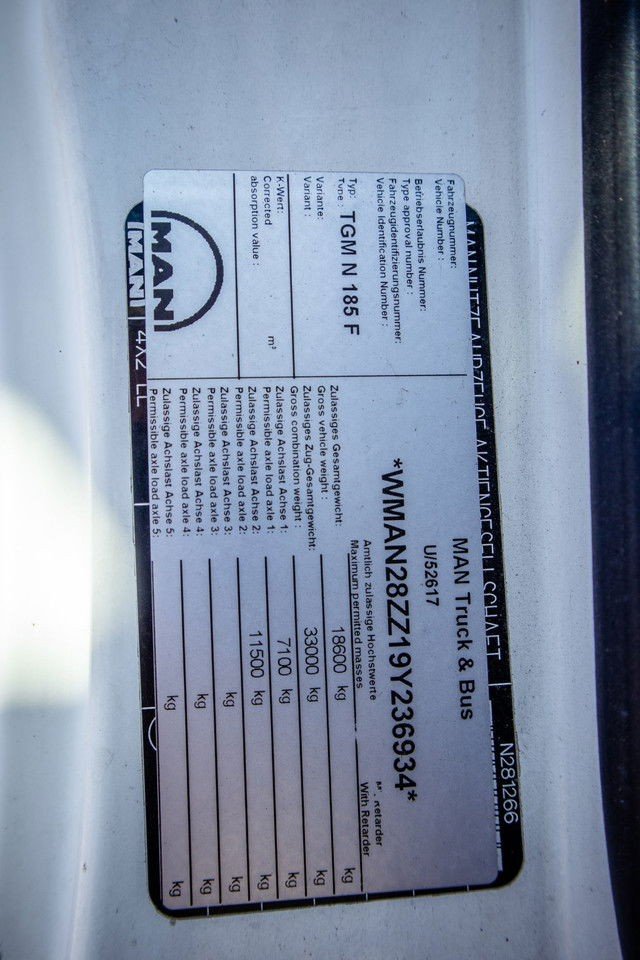 MAN Truck & Bus
Fahrzeugnummer:
Vehicle Number :
U/52617
Betriebserlaubnis Nummer:
Type approval number :
Fahrzeugidentifizierungsnummer:
Vehicle Identification Number :
*WMAN28ZZ19Y236934*
Typ:
Type : TGM N 185 F
Amtlich zulässige Höchstwerte
Maximum permitted masses
Retarder
With Retarder
Variante:
Variant :
Zulässiges Gesamtgewicht:
Gross vehicle weight : 18600 kg kg
Zulässiges Zug-Gesamtgewicht:
Gross combination weight : 33000 kg kg
K-Wert:
Corrected
absorption value : m³
Zulässige Achslast Achse 1:
Permissible axle load axle 1: 7100 kg kg
Zulässige Achslast Achse 2:
Permissible axle load axle 2: 11500 kg kg
Zulässige Achslast Achse 3:
Permissible axle load axle 3: kg kg
Zulässige Achslast Achse 4:
Permissible axle load axle 4: kg kg
Zulässige Achslast Achse 5:
Permissible axle load axle 5: kg kg
MAN
MAN
4X2 LL
AKTIENGESELLSCHAFT
N281266